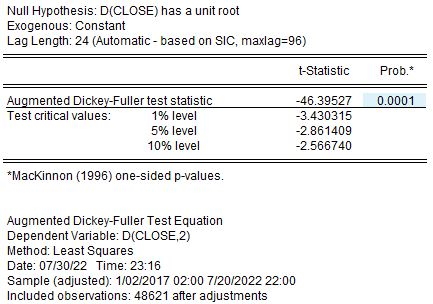 Null Hypothesis: D(CLOSE) has a unit root
Exogenous: Constant
Lag Length: 24 (Automatic - based on SIC, maxlag=96)
t-Statistic Prob.*
Augmented Dickey-Fuller test statistic -46.39527 0.0001
Test critical values: 1% level -3.430315
5% level -2.861409
10% level -2.566740
*MacKinnon (1996) one-sided p-values.
Augmented Dickey-Fuller Test Equation
Dependent Variable: D(CLOSE,2)
Method: Least Squares
Date: 07/30/22 Time: 23:16
Sample (adjusted): 1/02/2017 02:00 7/20/2022 22:00
Included observations: 48621 after adjustments